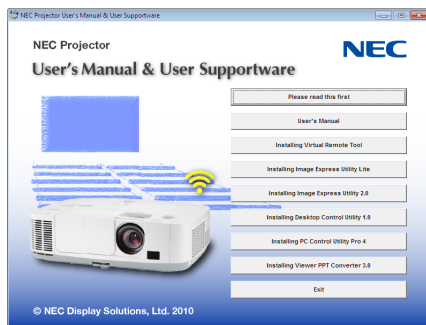 NEC Projector User's Manual & User Supportware
NEC Projector
NEC
User's Manual & User Supportware
Please read this first
User's Manual
Installing Virtual Remote Tool
Installing Image Express Utility Lite
Installing Image Express Utility 2.0
Installing Desktop Control Utility 1.0
Installing PC Control Utility Pro 4
Installing Viewer PPT Converter 3.0
Exit
© NEC Display Solutions, Ltd. 2010